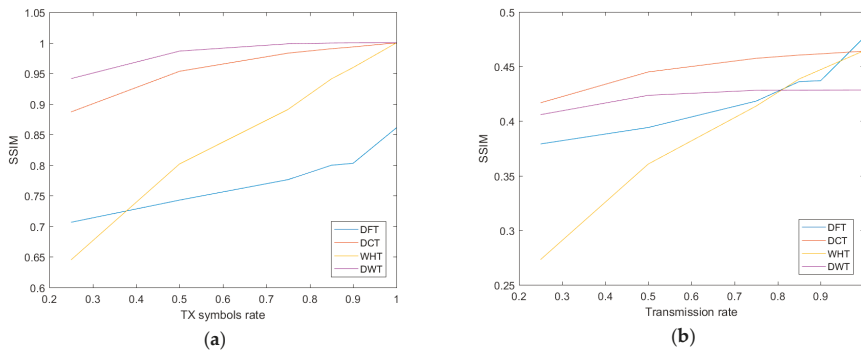 1.05
1
0.95
0.9
0.85
0.8
0.75
0.7
0.65
0.6
SSIM
0.2 0.3 0.4 0.5 0.6 0.7 0.8 0.9 1
TX symbols rate
DFT
DCT
WHT
DWT
(a)
0.5
0.45
0.4
0.35
0.3
0.25
SSIM
0.2 0.3 0.4 0.5 0.6 0.7 0.8 0.9
Transmission rate
DFT
DCT
WHT
DWT
(b)